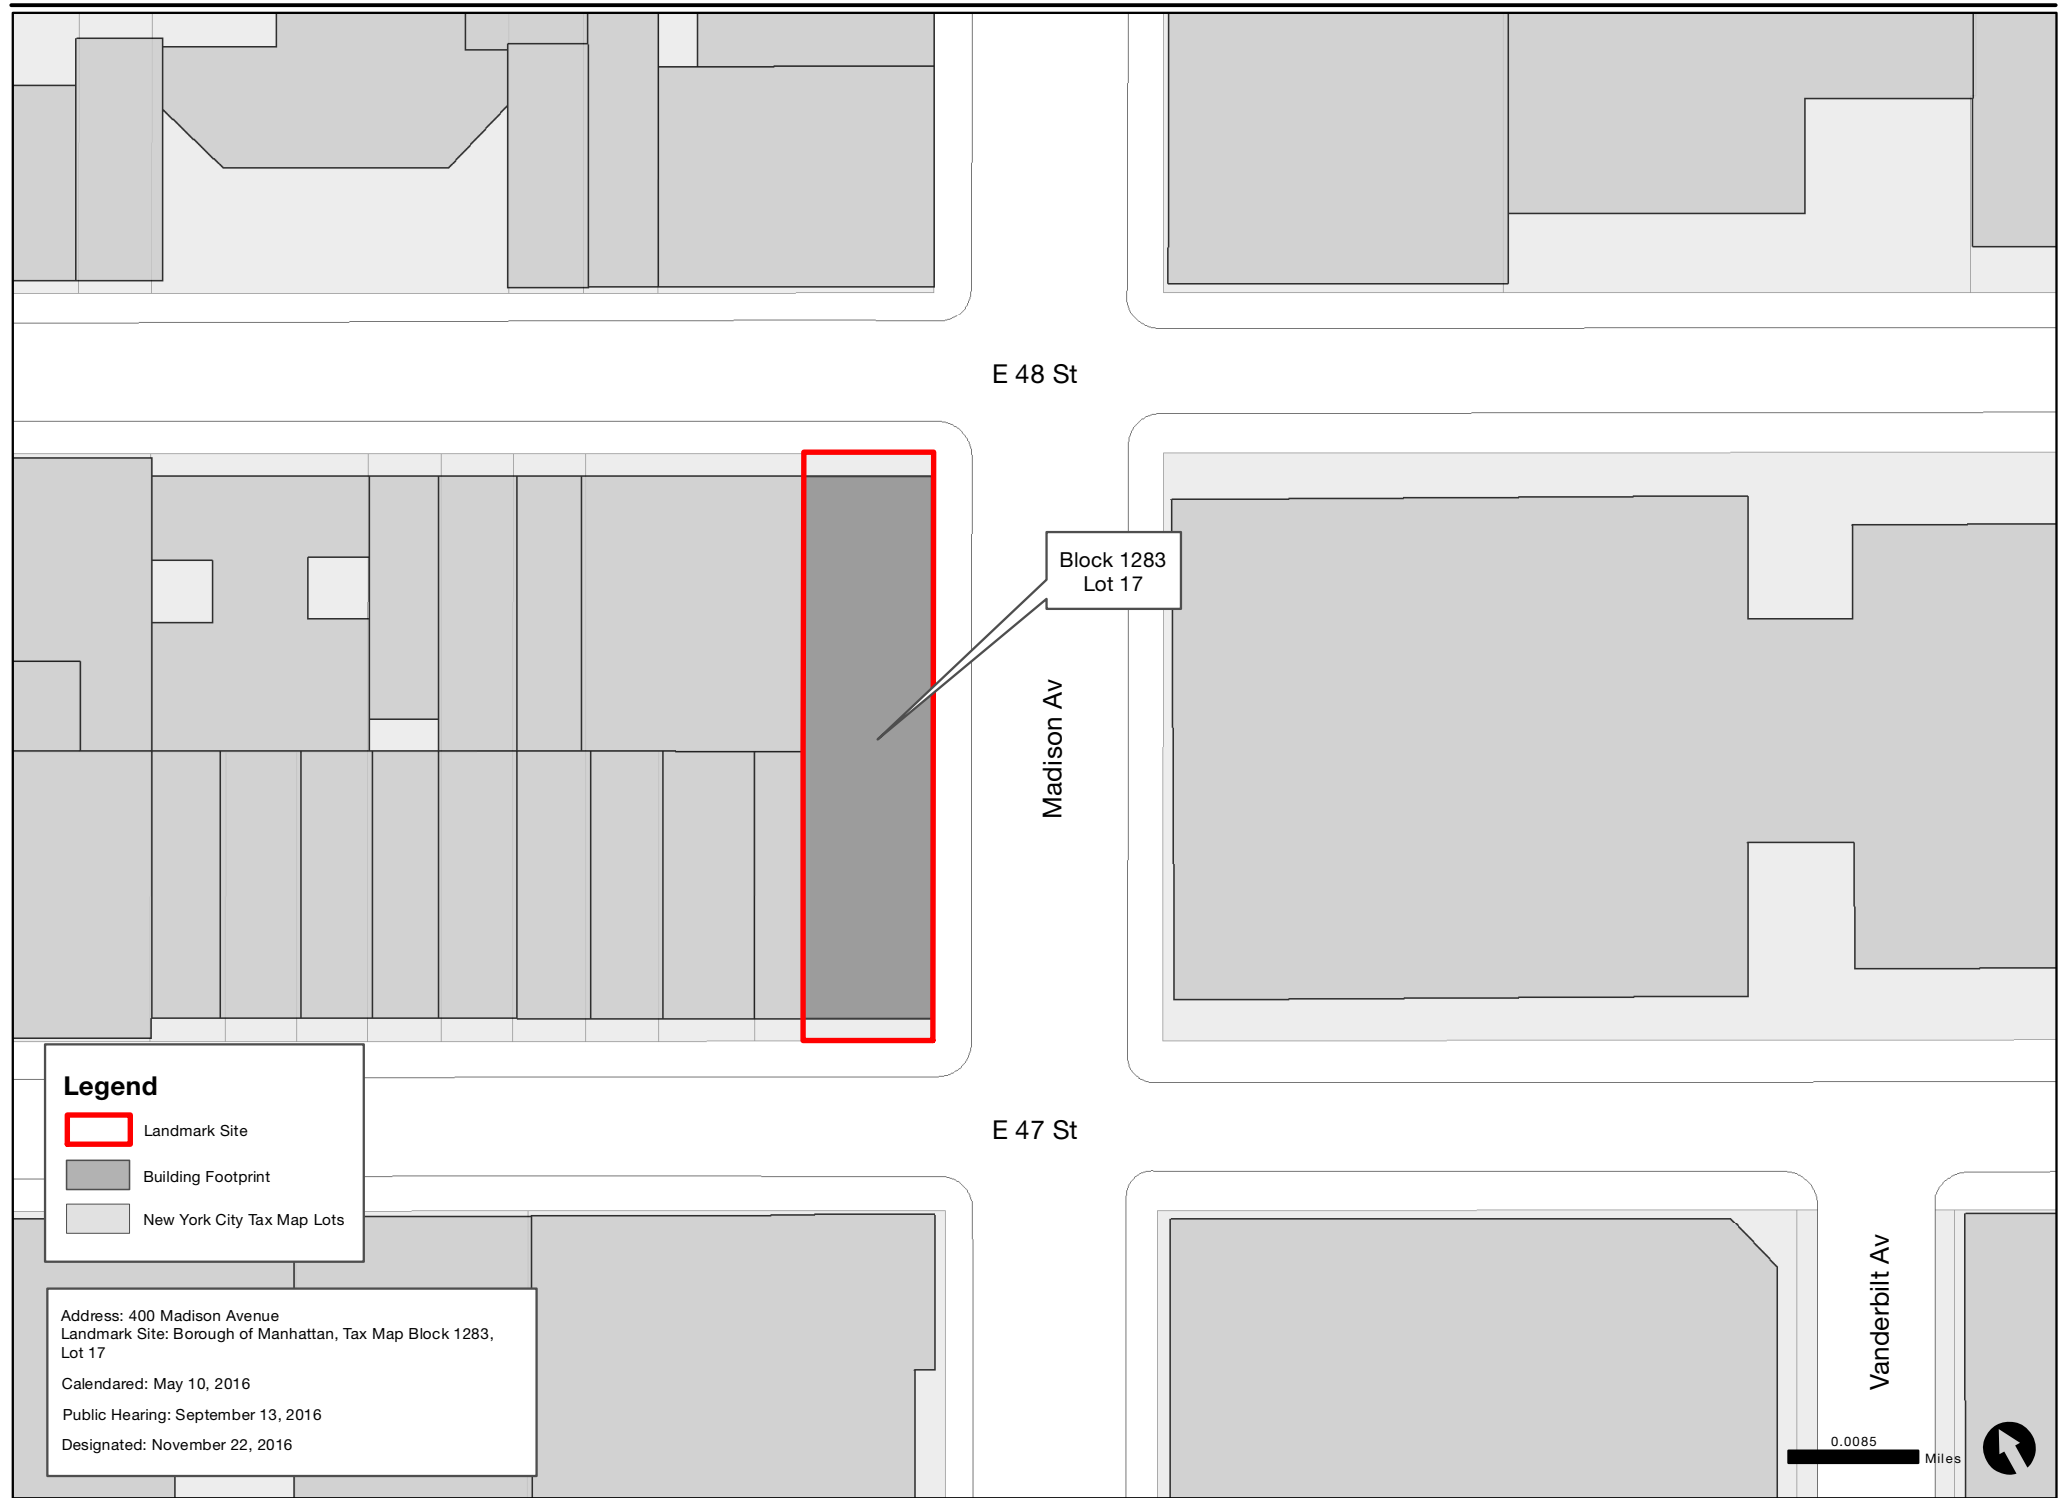 E 48 St
Block 1283
Lot 17
Madison Av
Legend
Landmark Site
Building Footprint
New York City Tax Map Lots
E 47 St
Address: 400 Madison Avenue
Landmark Site: Borough of Manhattan, Tax Map Block 1283,
Lot 17
Calendared: May 10, 2016
Public Hearing: September 13, 2016
Designated: November 22, 2016
Vanderbilt Av
0.0085
Miles